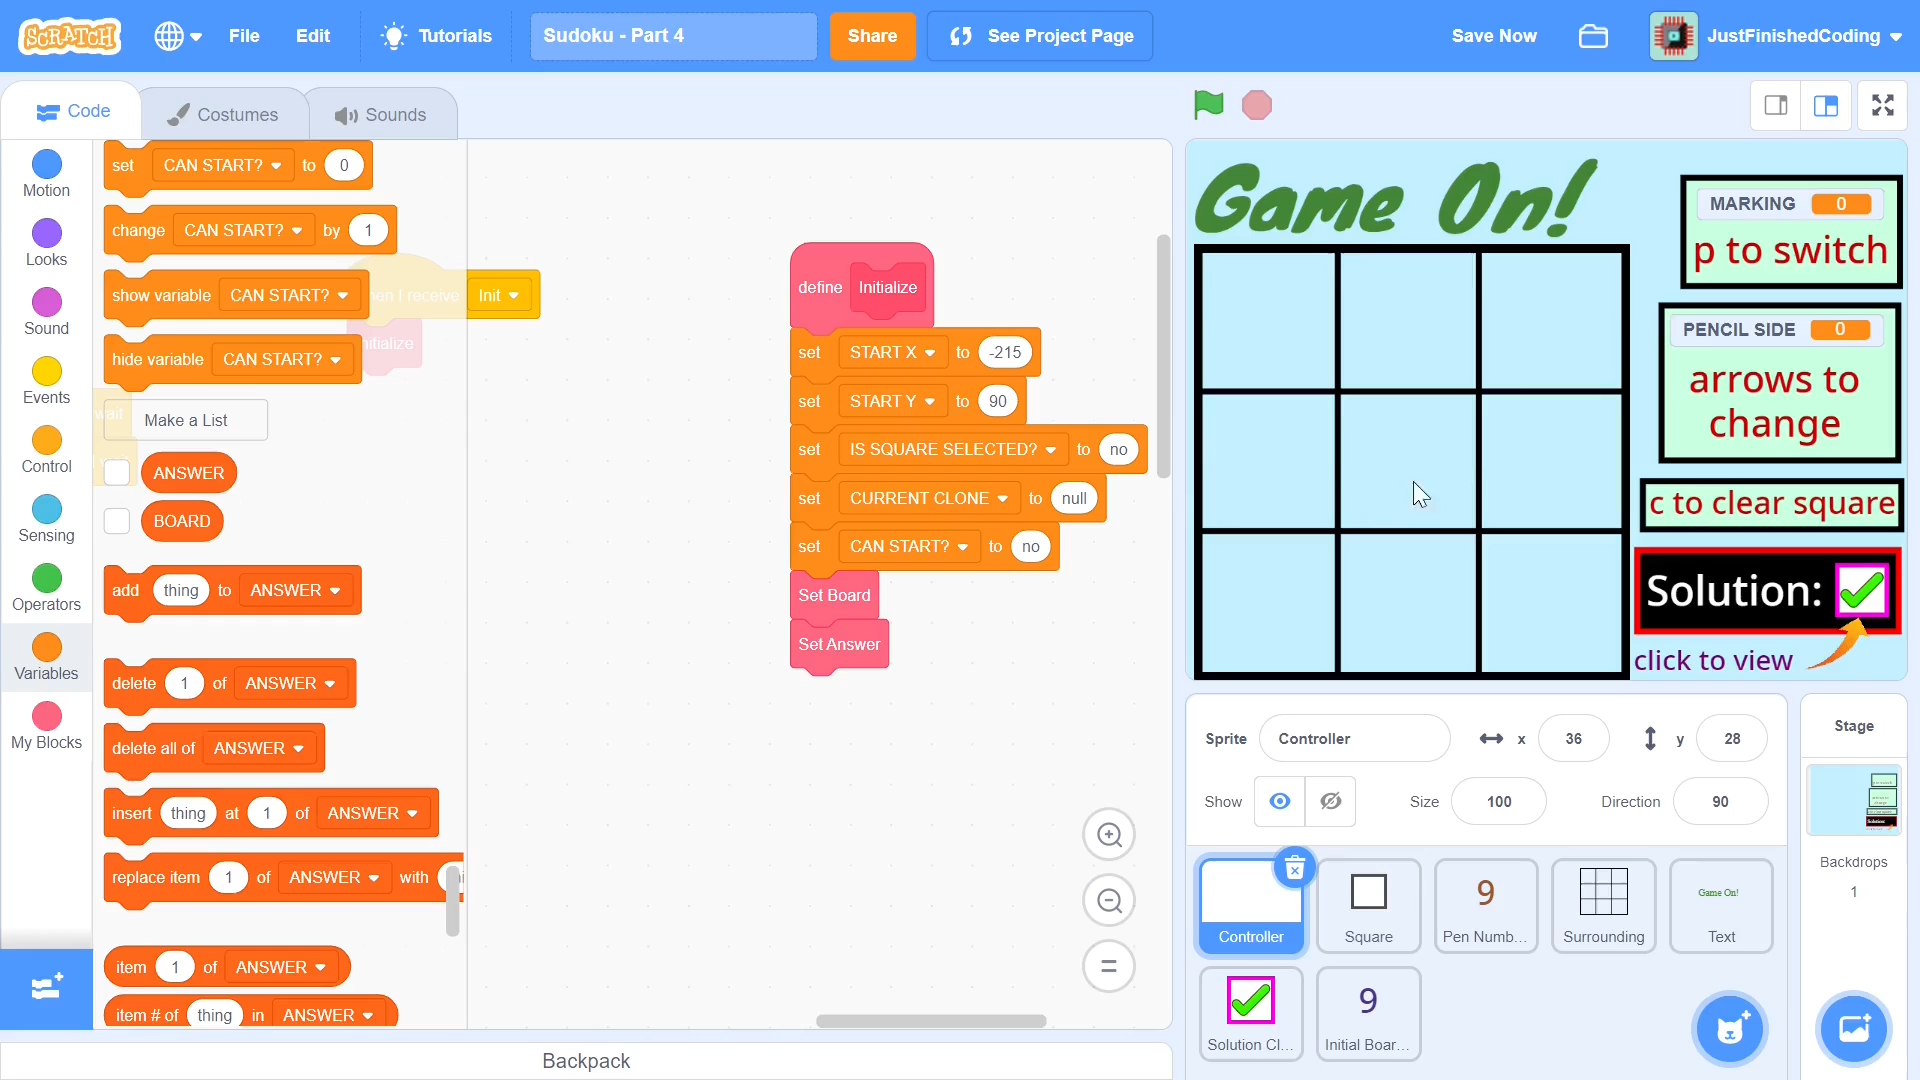 SCRATCH
File
Edit
Tutorials
Sudoku - Part 4
Share
See Project Page
Save Now
JustFinishedCoding
Code
Costumes
Sounds
Motion
Looks
Sound
Events
Control
Sensing
Operators
Variables
My Blocks
set CAN START? to 0
change CAN START? by 1
show variable CAN START?
hide variable CAN START?
Make a List
ANSWER
BOARD
add thing to ANSWER
delete 1 of ANSWER
delete all of ANSWER
insert thing at 1 of ANSWER
replace item 1 of ANSWER with
item 1 of ANSWER
item # of thing in ANSWER
I receive Init
wait
define Initialize
set START X to -215
set START Y to 90
set IS SQUARE SELECTED? to no
set CURRENT CLONE to null
set CAN START? to no
Set Board
Set Answer
Backpack
Game On!
MARKING 0
p to switch
PENCIL SIDE 0
arrows to
change
c to clear square
Solution:
click to view
Sprite Controller x 36 y 28
Show Size 100 Direction 90
Controller
Square
9
Pen Numb...
Surrounding
Game On!
Text
Solution Cl...
9
Initial Boar...
Stage
Backdrops
1